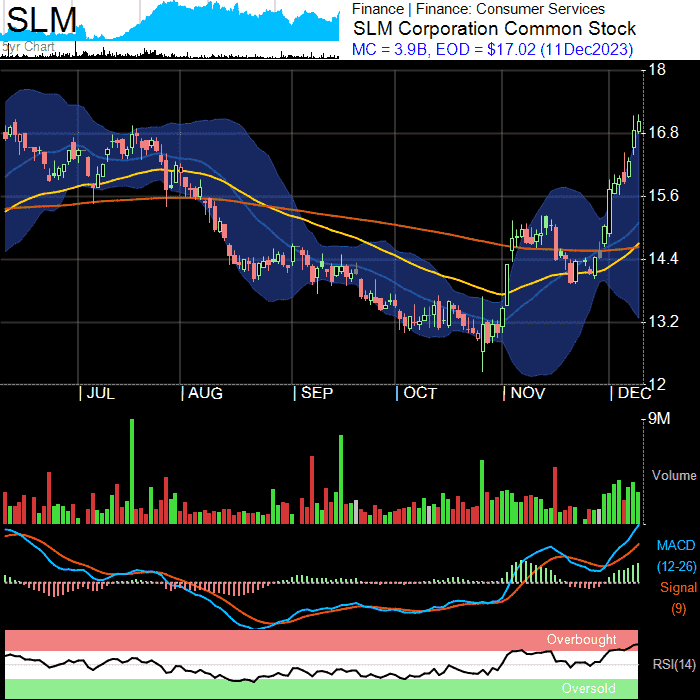 SLM
5yr Chart
Finance | Finance: Consumer Services
SLM Corporation Common Stock
MC = 3.9B, EOD = $17.02 (11Dec2023)
18
16.8
15.6
14.4
13.2
12
| JUL | AUG | SEP | OCT | NOV | DEC
9M
Volume
MACD
(12-26)
Signal
(9)
Overbought
RSI(14)
Oversold